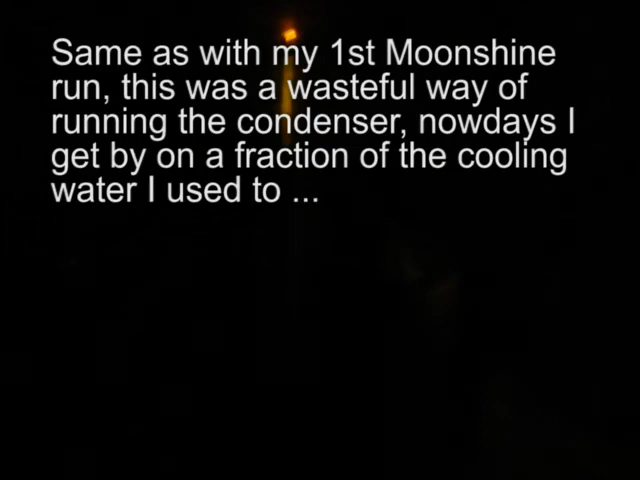 Same as with my 1st Moonshine
run, this was a wasteful way of
running the condenser, nowdays I
get by on a fraction of the cooling
water I used to ...